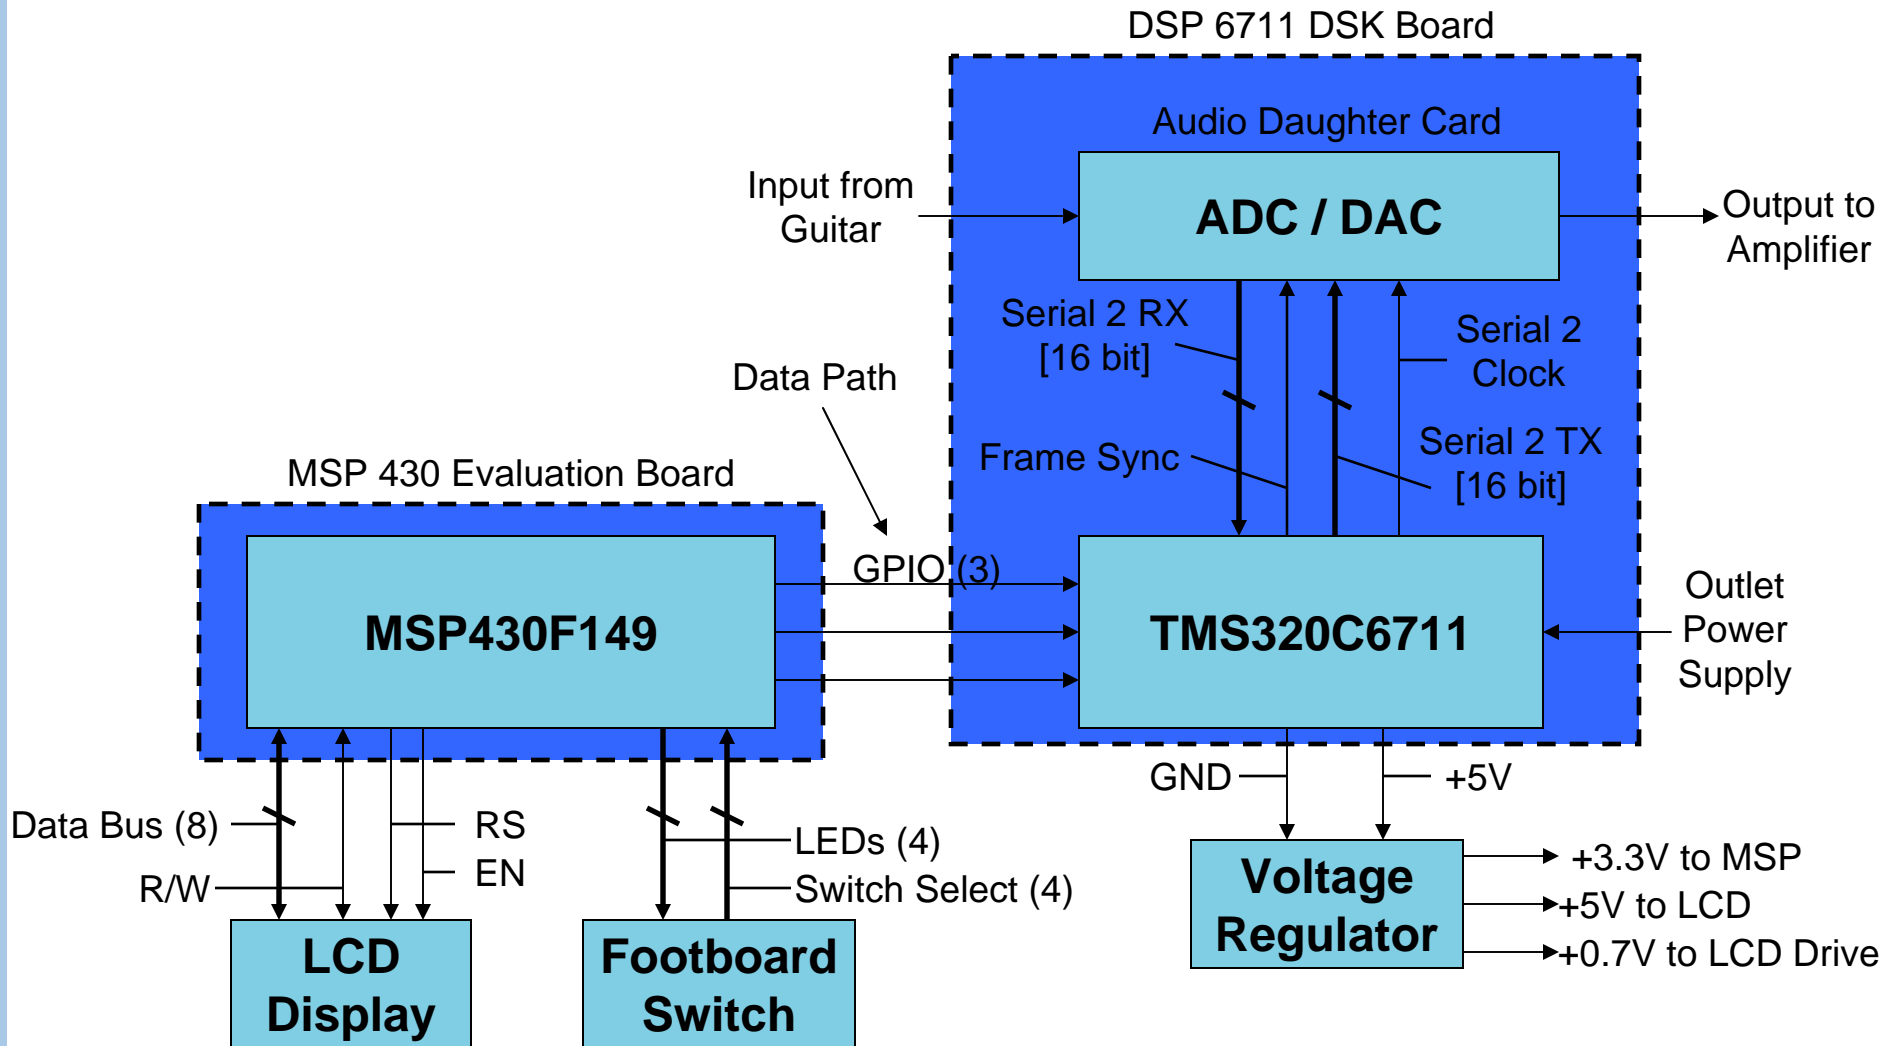 DSP 6711 DSK Board
Audio Daughter Card
Input from
Guitar
ADC / DAC
Output to
Amplifier
Serial 2 RX
[16 bit]
Serial 2
Clock
Data Path
Frame Sync
Serial 2 TX
[16 bit]
MSP 430 Evaluation Board
GPIO (3)
MSP430F149
TMS320C6711
Outlet
Power
Supply
GND
+5V
Data Bus (8)
RS
R/W
EN
LEDs (4)
Switch Select (4)
LCD
Display
Footboard
Switch
Voltage
Regulator
+3.3V to MSP
+5V to LCD
+0.7V to LCD Drive